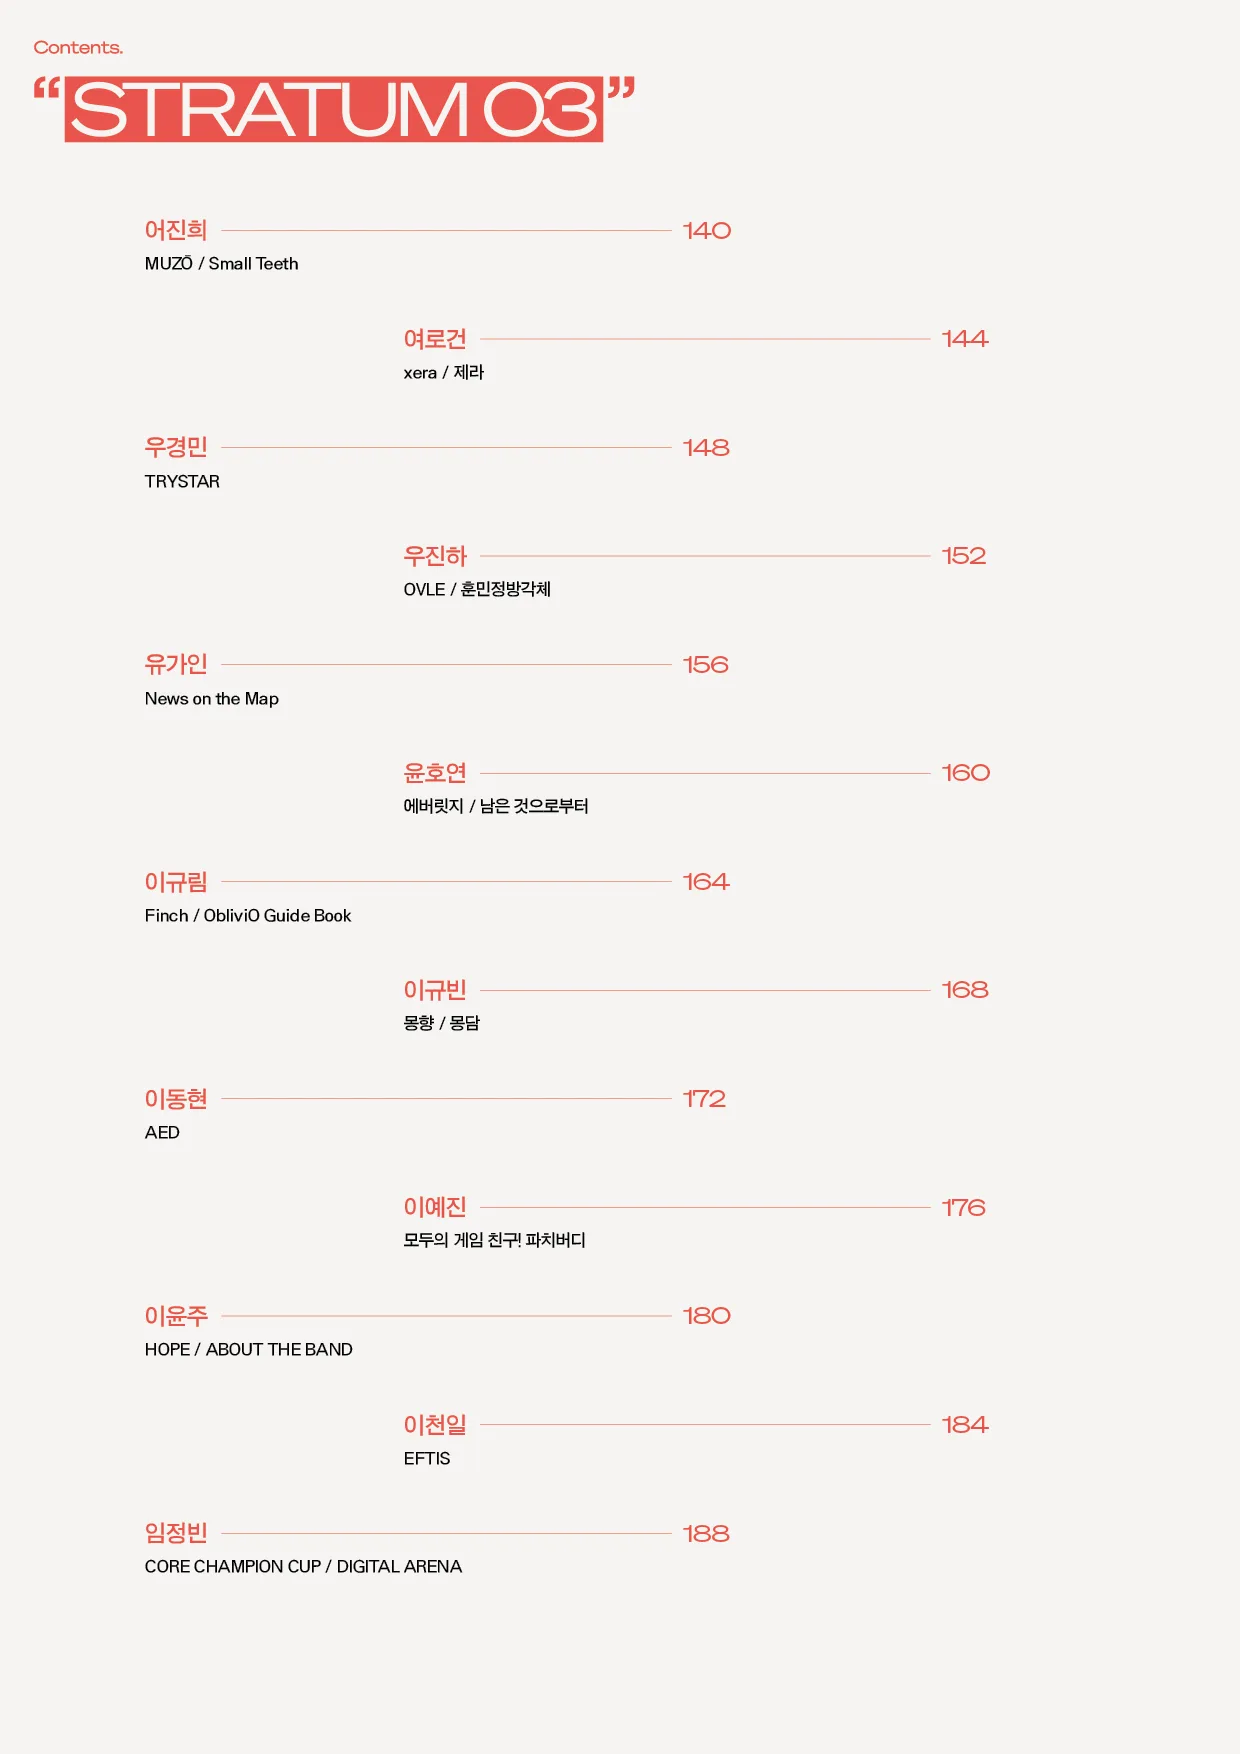 Contents.
“STRATUM 03”
어진희 140
MUZŌ / Small Teeth
여로건 144
xera / 제라
우경민 148
TRYSTAR
우진하 152
OVLE / 훈민정방각체
유가인 156
News on the Map
윤호연 160
에버릿지 / 남은 것으로부터
이규림 164
Finch / ObliviO Guide Book
이규빈 168
몽향 / 몽담
이동현 172
AED
이예진 176
모두의 게임 친구! 파치버디
이윤주 180
HOPE / ABOUT THE BAND
이천일 184
EFTIS
임정빈 188
CORE CHAMPION CUP / DIGITAL ARENA